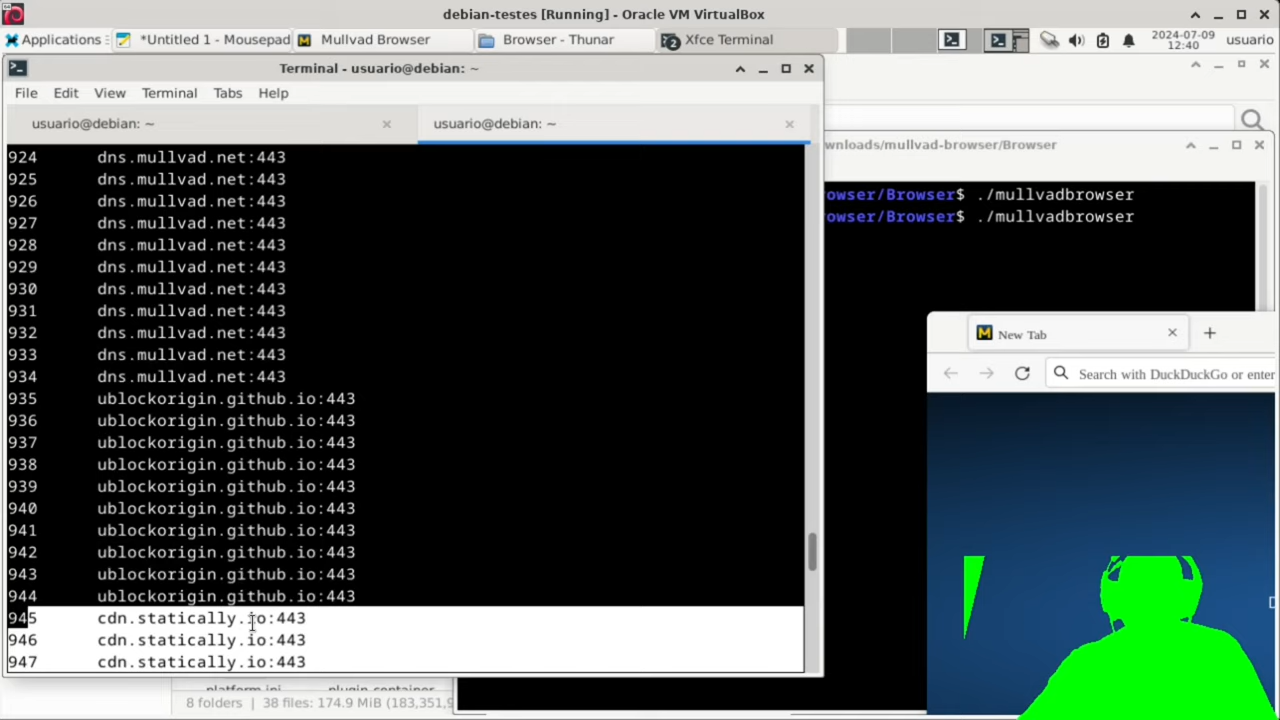 debian-testes [Running] - Oracle VM VirtualBox
Applications
*Untitled 1 - Mousepad
Mullvad Browser
Browser - Thunar
2
Xfce Terminal
2024-07-09
12:40
usuario
Terminal - usuario@debian: ~
File Edit View Terminal Tabs Help
usuario@debian: ~
usuario@debian: ~
924 dns.mullvad.net:443
925 dns.mullvad.net:443
926 dns.mullvad.net:443
927 dns.mullvad.net:443
928 dns.mullvad.net:443
929 dns.mullvad.net:443
930 dns.mullvad.net:443
931 dns.mullvad.net:443
932 dns.mullvad.net:443
933 dns.mullvad.net:443
934 dns.mullvad.net:443
935 ublockorigin.github.io:443
936 ublockorigin.github.io:443
937 ublockorigin.github.io:443
938 ublockorigin.github.io:443
939 ublockorigin.github.io:443
940 ublockorigin.github.io:443
941 ublockorigin.github.io:443
942 ublockorigin.github.io:443
943 ublockorigin.github.io:443
944 ublockorigin.github.io:443
945 cdn.statically.io:443
946 cdn.statically.io:443
947 cdn.statically.io:443
wnloads/mullvad-browser/Browser
owser/Browser$ ./mullvadbrowser
owser/Browser$ ./mullvadbrowser
M New Tab
Search with DuckDuckGo or enter
platform.ini plugin-container
8 folders | 38 files: 174.9 MiB (183,351,9